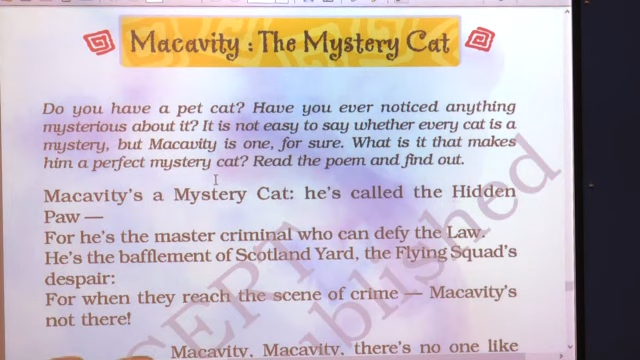 Macavity : The Mystery Cat
Do you have a pet cat? Have you ever noticed anything
mysterious about it? It is not easy to say whether every cat is a
mystery, but Macavity is one, for sure. What is it that makes
him a perfect mystery cat? Read the poem and find out.
Macavity's a Mystery Cat: he's called the Hidden
Paw —
For he's the master criminal who can defy the Law.
He's the bafflement of Scotland Yard, the Flying Squad's
despair:
For when they reach the scene of crime — Macavity's
not there!
Macavity, Macavity, there's no one like